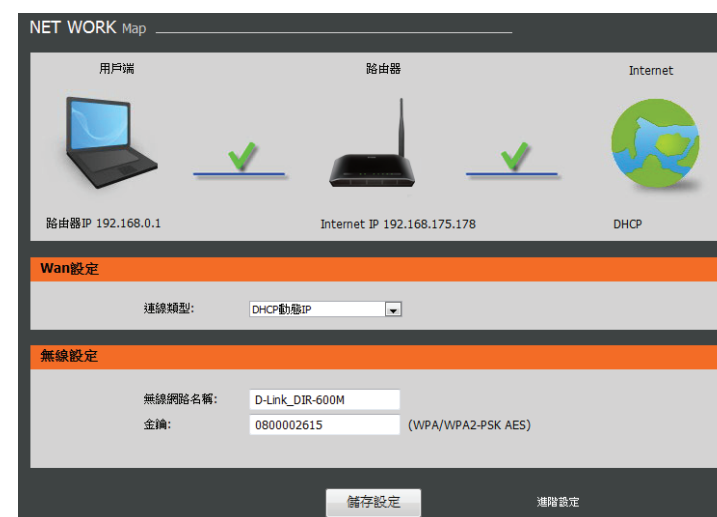 NET WORK Map
用戶端 路由器 Internet
路由器IP 192.168.0.1 Internet IP 192.168.175.178 DHCP
Wan設定
連線類型: DHCP動態IP
無線設定
無線網路名稱: D-Link_DIR-600M
金鑰: 0800002615 (WPA/WPA2-PSK AES)
儲存設定 進階設定